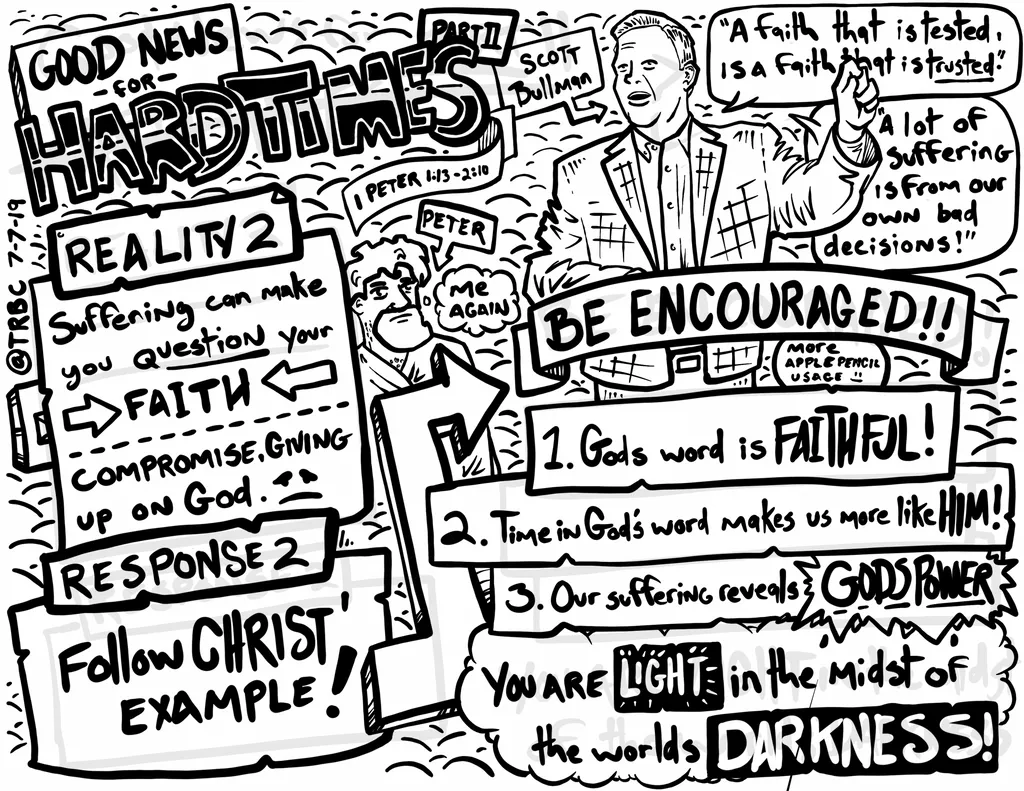 GOOD NEWS
-FOR-
HARD TIMES
PART II
1 PETER 1:13-2:10
SCOTT
Bullman
"A faith that is tested,
IS A faith that is trusted."
"A lot of
suffering
is from our
own bad
decisions!"
@TRBC 7-7-19
REALITY 2
Suffering can make
you QUESTION your
FAITH
COMPROMISE, GIVING
UP ON GOD.
PETER
ME
AGAIN
RESPONSE 2
Follow CHRIST'
EXAMPLE!
BE ENCOURAGED!!
MORE
APPLE PENCIL
USAGE !!
1. Gods word is FAITHFUL!
2. Time in God's word makes us more like HIM!
3. Our suffering reveals GODS POWER
YOU ARE LIGHT in the midst of
the worlds DARKNESS!